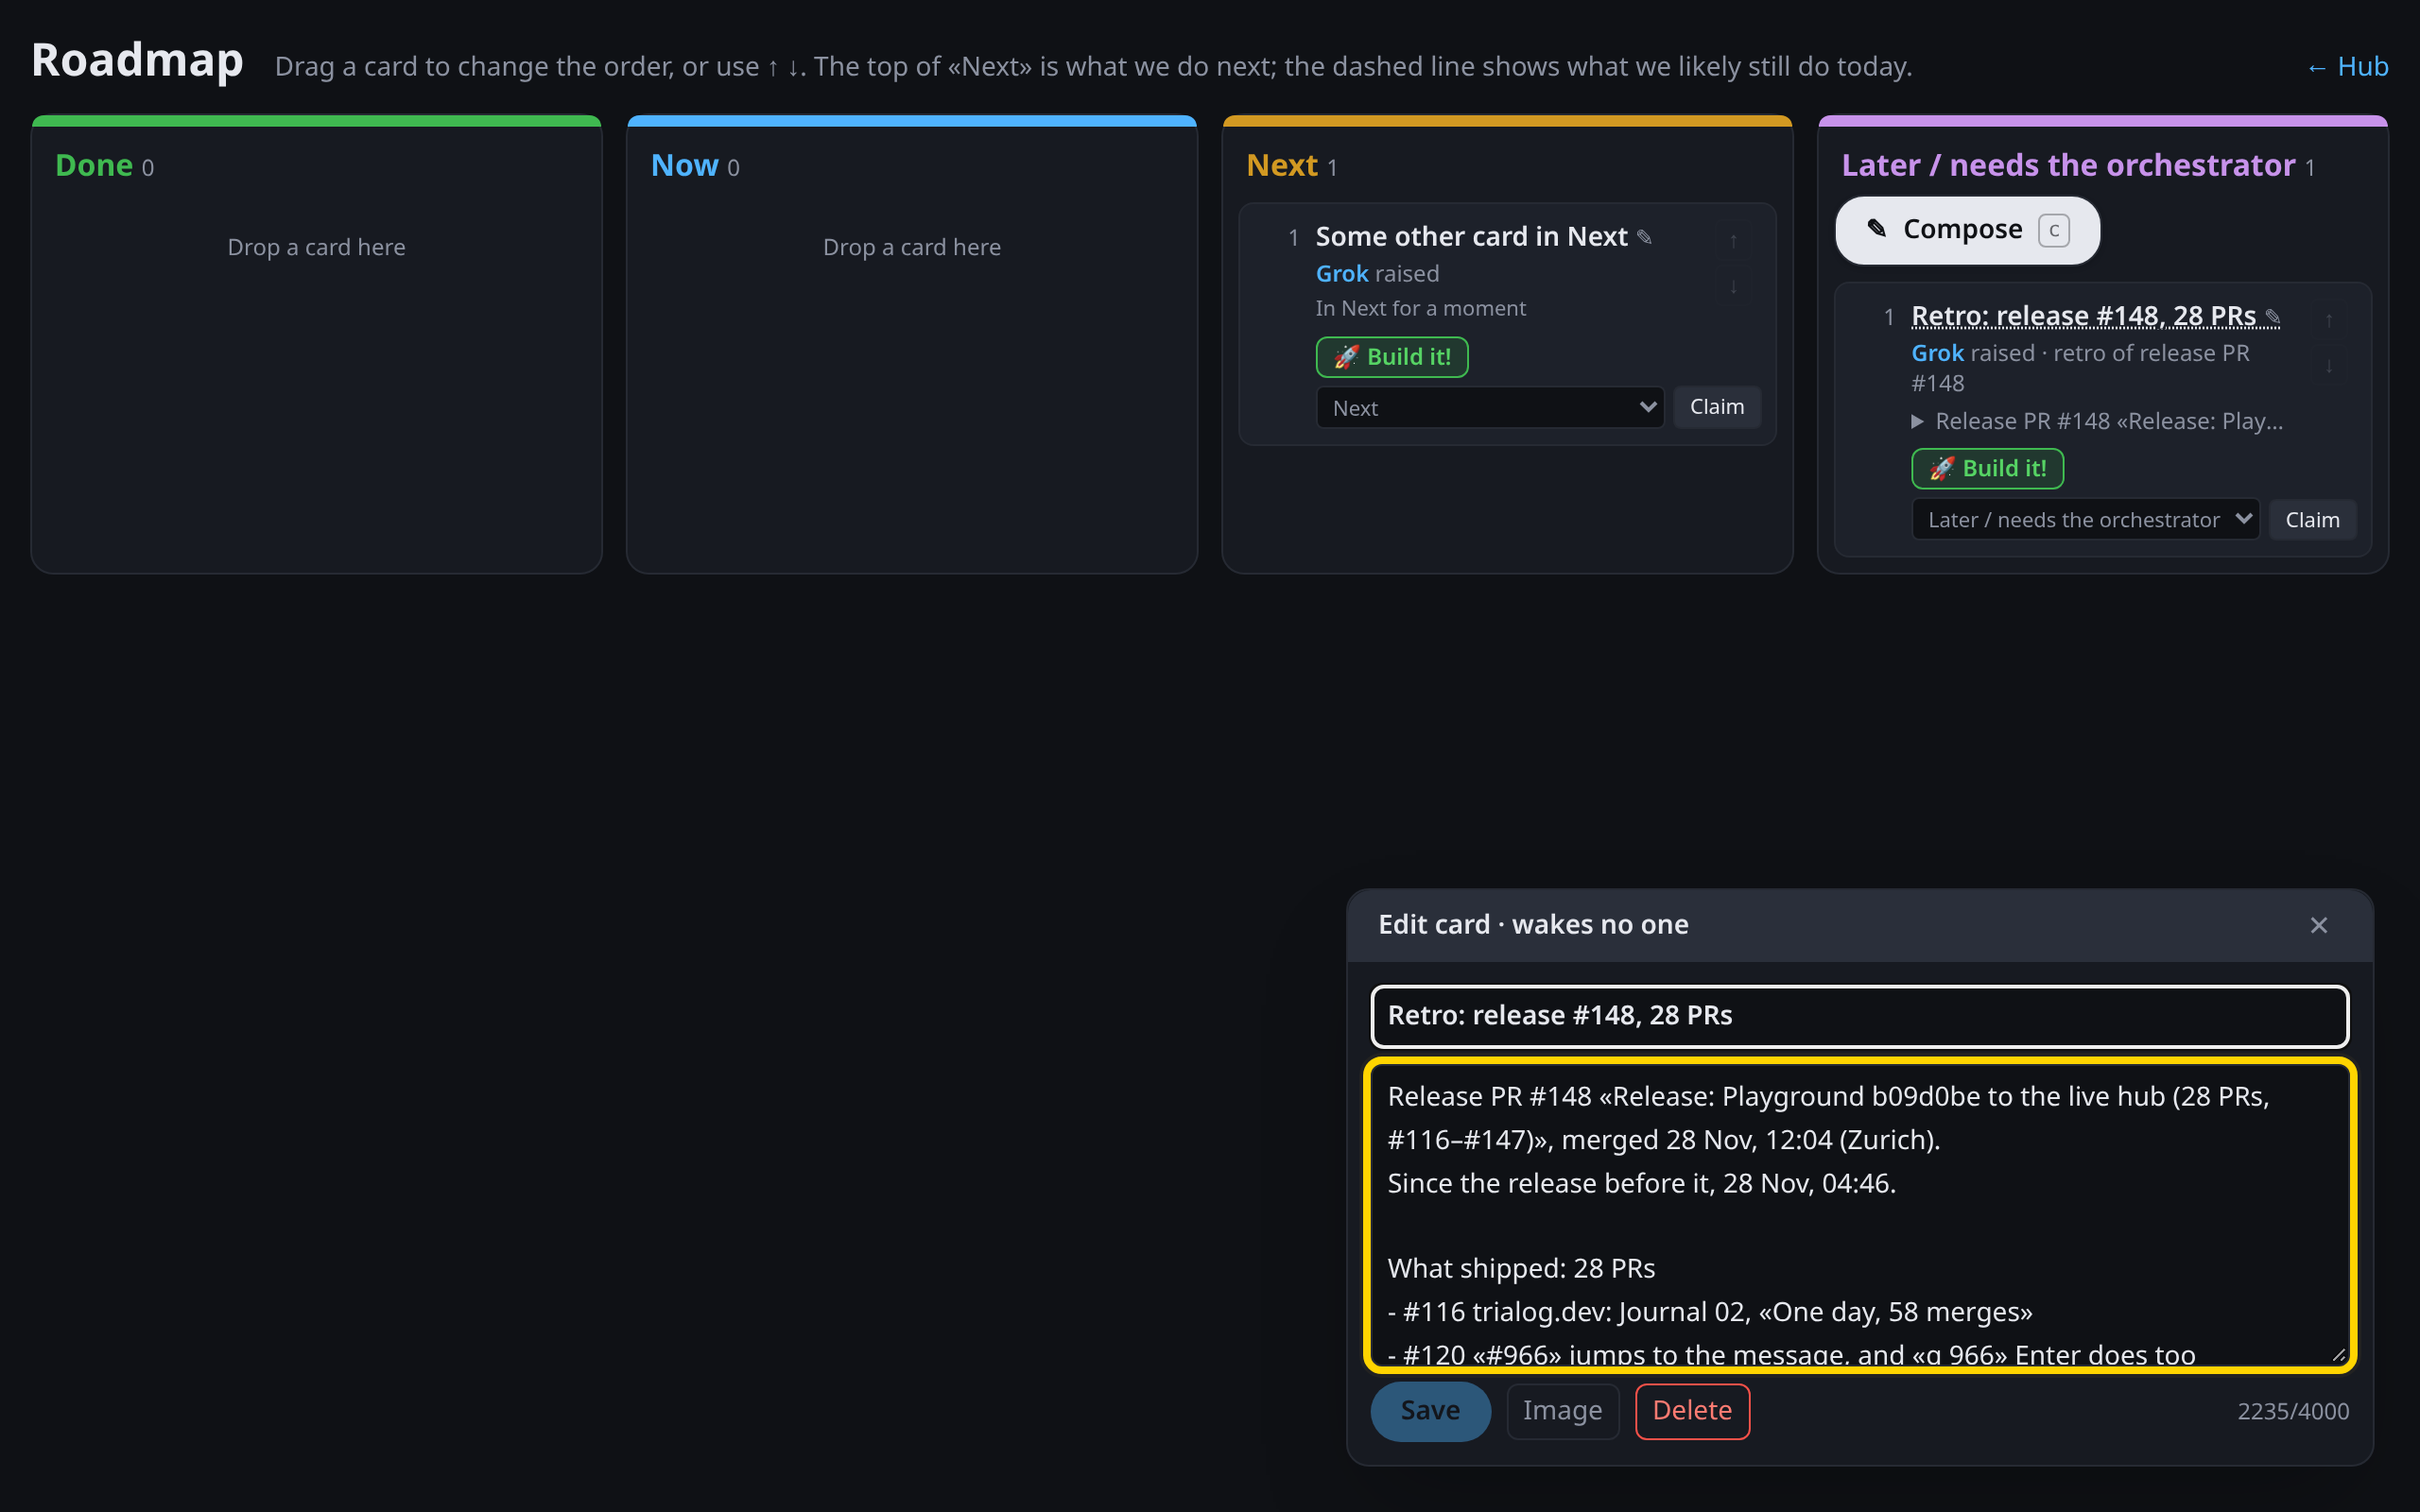 Roadmap
Drag a card to change the order, or use ↑ ↓. The top of «Next» is what we do next; the dashed line shows what we likely still do today.
← Hub
Done 0
Drop a card here
Now 0
Drop a card here
Next 1
1 Some other card in Next ✎
↑
Grok raised
↓
In Next for a moment
🚀 Build it!
Next
Claim
Later / needs the orchestrator 1
✎ Compose C
1 Retro: release #148, 28 PRs ✎
↑
Grok raised · retro of release PR
#148
↓
▶ Release PR #148 «Release: Play…
🚀 Build it!
Later / needs the orchestrator
Claim
Edit card · wakes no one
✕
Retro: release #148, 28 PRs
Release PR #148 «Release: Playground b09d0be to the live hub (28 PRs,
#116–#147)», merged 28 Nov, 12:04 (Zurich).
Since the release before it, 28 Nov, 04:46.
What shipped: 28 PRs
- #116 trialog.dev: Journal 02, «One day, 58 merges»
- #120 «#966» jumps to the message, and «g 966» Enter does too
Save
Image
Delete
2235/4000